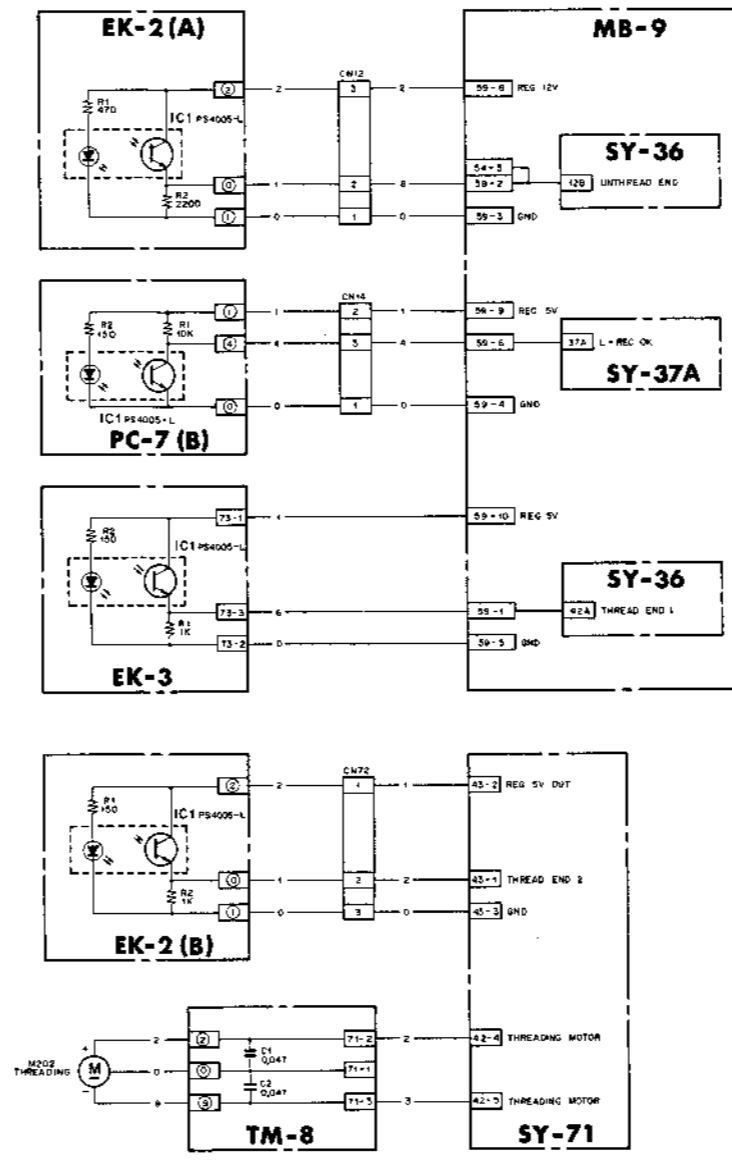 EK-2(A)
MB-9
R1
470
IC1 PS4005-L
R2
2200
2
0
1
2
1
0
CN12
3
2
1
2
8
0
59-8 REG 12V
54-5
59-2
59-3 GND
SY-36
12B UNTHREAD END
R2
150
R1
10K
IC1 PS4005-L
PC-7 (B)
1
4
0
1
4
0
CN14
2
3
1
1
4
0
59-9 REG 5V
59-6
59-4 GND
37A L-REC OK
SY-37A
R2
150
IC1 PS4005-L
R1
1K
73-1
73-3
73-2
6
0
EK-3
59-10 REG 5V
59-1
59-5 GND
SY-36
42A THREAD END 1
R1
150
IC1 PS4005-L
R2
1K
2
0
1
2
1
0
EK-2 (B)
CN72
1
2
3
1
2
0
43-2 REG 5V OUT
43-1 THREAD END 2
43-3 GND
M202
THREADING
M
+
-
2
0
9
2
0
9
C1
0.047
C2
0.047
71-2
71-1
71-3
2
3
TM-8
42-4 THREADING MOTOR
42-5 THREADING MOTOR
SY-71